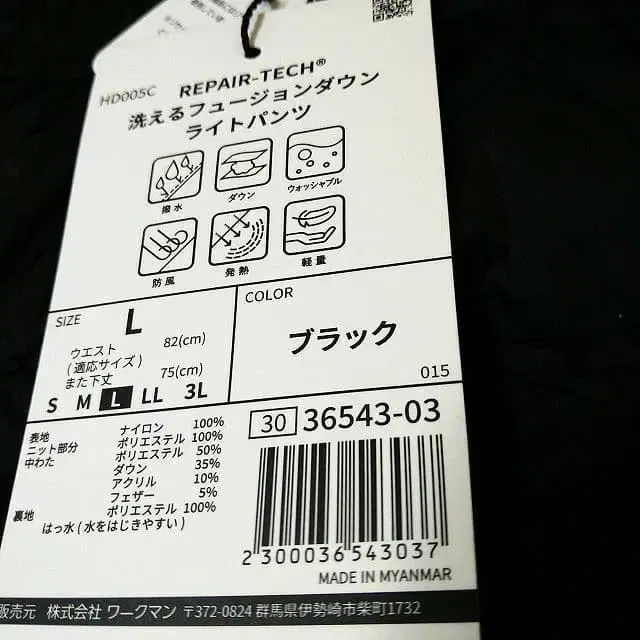 HD005C
REPAIR-TECH®
洗えるフュージョンダウン
ライトパンツ
撥水
ダウン
ウォッシャブル
防風
発熱
軽量
SIZE
L
ウエスト 82(cm)
(適応サイズ)
また下丈 75(cm)
S M L LL 3L
COLOR
ブラック
015
30 36543-03
表地 ナイロン 100%
ニット部分 ポリエステル 100%
中わた ポリエステル 50%
ダウン 35%
アクリル 10%
フェザー 5%
裏地 ポリエステル 100%
はっ水(水をはじきやすい)
2 300036 543037
MADE IN MYANMAR
販売元 株式会社 ワークマン 〒372-0824 群馬県伊勢崎市柴町1732